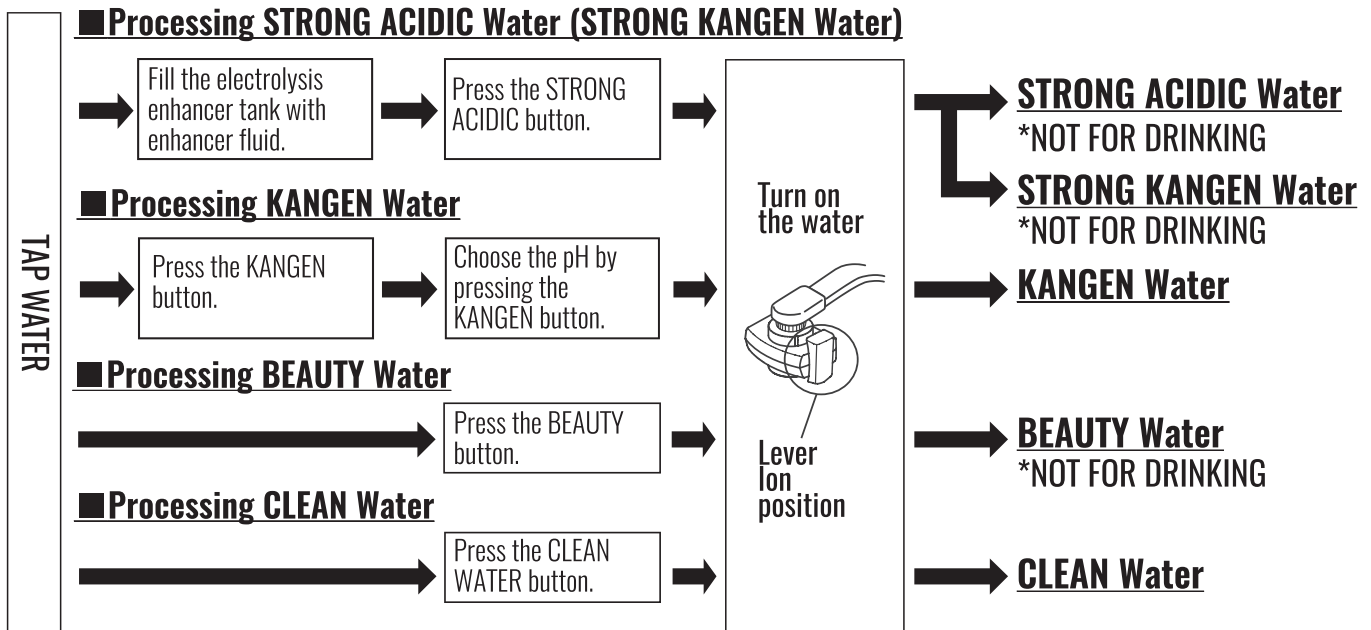 TAP WATER
■Processing STRONG ACIDIC Water (STRONG KANGEN Water)
Fill the electrolysis
enhancer tank with
enhancer fluid.
Press the STRONG
ACIDIC button.
■Processing KANGEN Water
Press the KANGEN
button.
Choose the pH by
pressing the
KANGEN button.
■Processing BEAUTY Water
Press the BEAUTY
button.
■Processing CLEAN Water
Press the CLEAN
WATER button.
Turn on
the water
Lever
Ion
position
STRONG ACIDIC Water
*NOT FOR DRINKING
STRONG KANGEN Water
*NOT FOR DRINKING
KANGEN Water
BEAUTY Water
*NOT FOR DRINKING
CLEAN Water